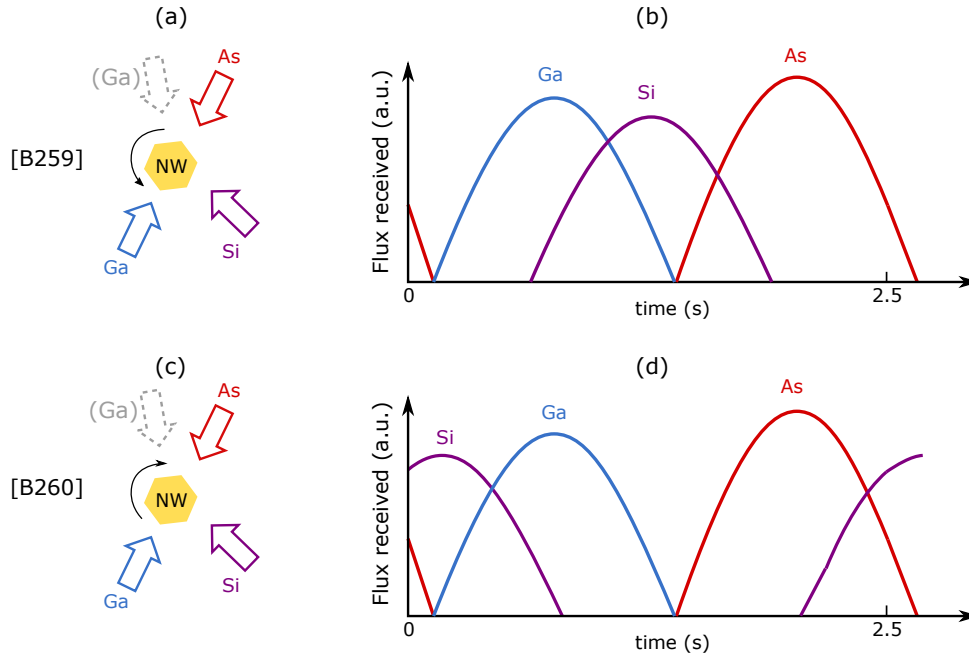 (a)
(Ga)
As
[B259]
NW
Ga
Si
(b)
Flux received (a.u.)
Ga
Si
As
0
2.5
time (s)
(c)
(Ga)
As
[B260]
NW
Ga
Si
(d)
Flux received (a.u.)
Si
Ga
As
0
2.5
time (s)